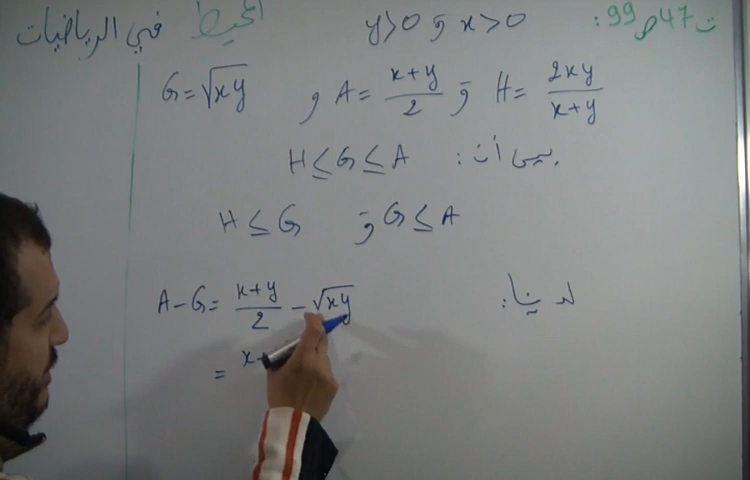 المحيط في الرياضيات
ت 47 ص 99:
x > 0 و y > 0
H = 2xy/(x+y) و A = (x+y)/2 و G = √xy
بين أن: H ≤ G ≤ A
G ≤ A و H ≤ G
لدينا:
A - G = (x+y)/2 - √xy
= x